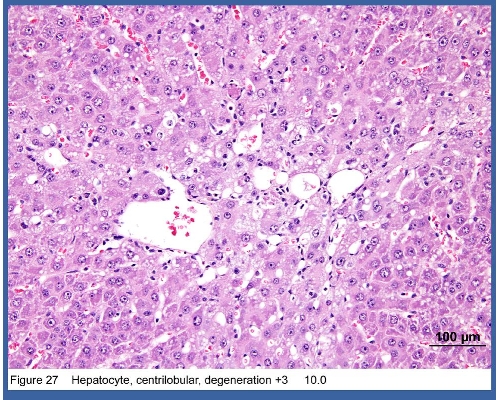 100 µm
Figure 27 Hepatocyte, centrilobular, degeneration +3 10.0